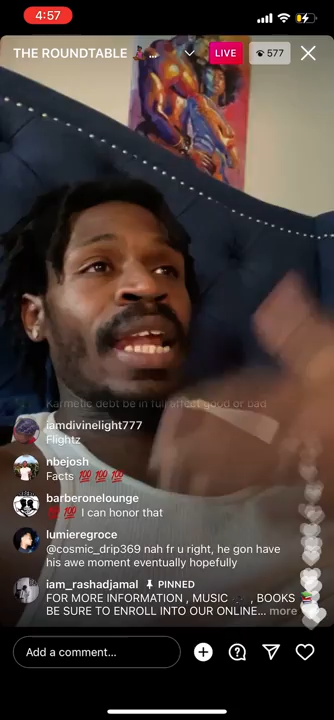 4:57
THE ROUNDTABLE 
LIVE
577
Karmetic debt be in full affect good or bad
iamdivinelight777
Flightz
nbejosh
Facts 💯 💯 💯
barberonelounge
💯 💯 I can honor that
lumieregroce
@cosmic_drip369 nah fr u right, he gon have
his awe moment eventually hopefully
iam_rashadjamal PINNED
FOR MORE INFORMATION , MUSIC , BOOKS 📚
BE SURE TO ENROLL INTO OUR ONLINE... more
Add a comment...